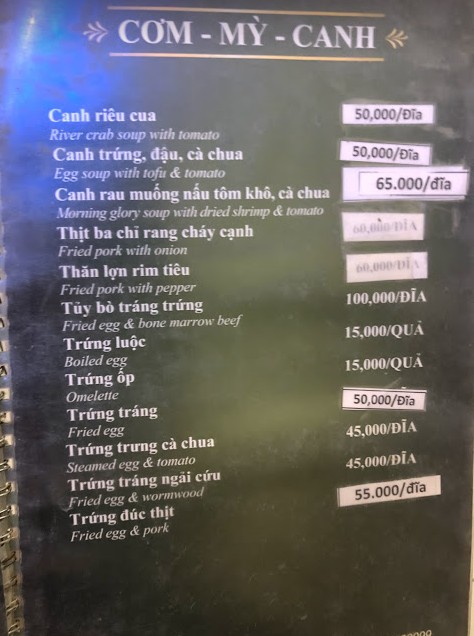 CƠM - MỲ - CANH
Canh riêu cua 50,000/Đĩa
River crab soup with tomato
Canh trứng, đậu, cà chua 50,000/Đĩa
Egg soup with tofu & tomato
Canh rau muống nấu tôm khô, cà chua 65.000/đĩa
Morning glory soup with dried shrimp & tomato
Thịt ba chỉ rang cháy cạnh 60,000/ĐĨA
Fried pork with onion
Thăn lợn rim tiêu 60,000/ĐĨA
Fried pork with pepper
Tủy bò tráng trứng 100,000/ĐĨA
Fried egg & bone marrow beef
Trứng luộc 15,000/QUẢ
Boiled egg
Trứng ốp 15,000/QUẢ
Omelette
Trứng tráng 50,000/Đĩa
Fried egg
Trứng trưng cà chua 45,000/ĐĨA
Steamed egg & tomato
Trứng tráng ngải cứu 45,000/ĐĨA
Fried egg & wormwood
Trứng đúc thịt 55.000/đĩa
Fried egg & pork